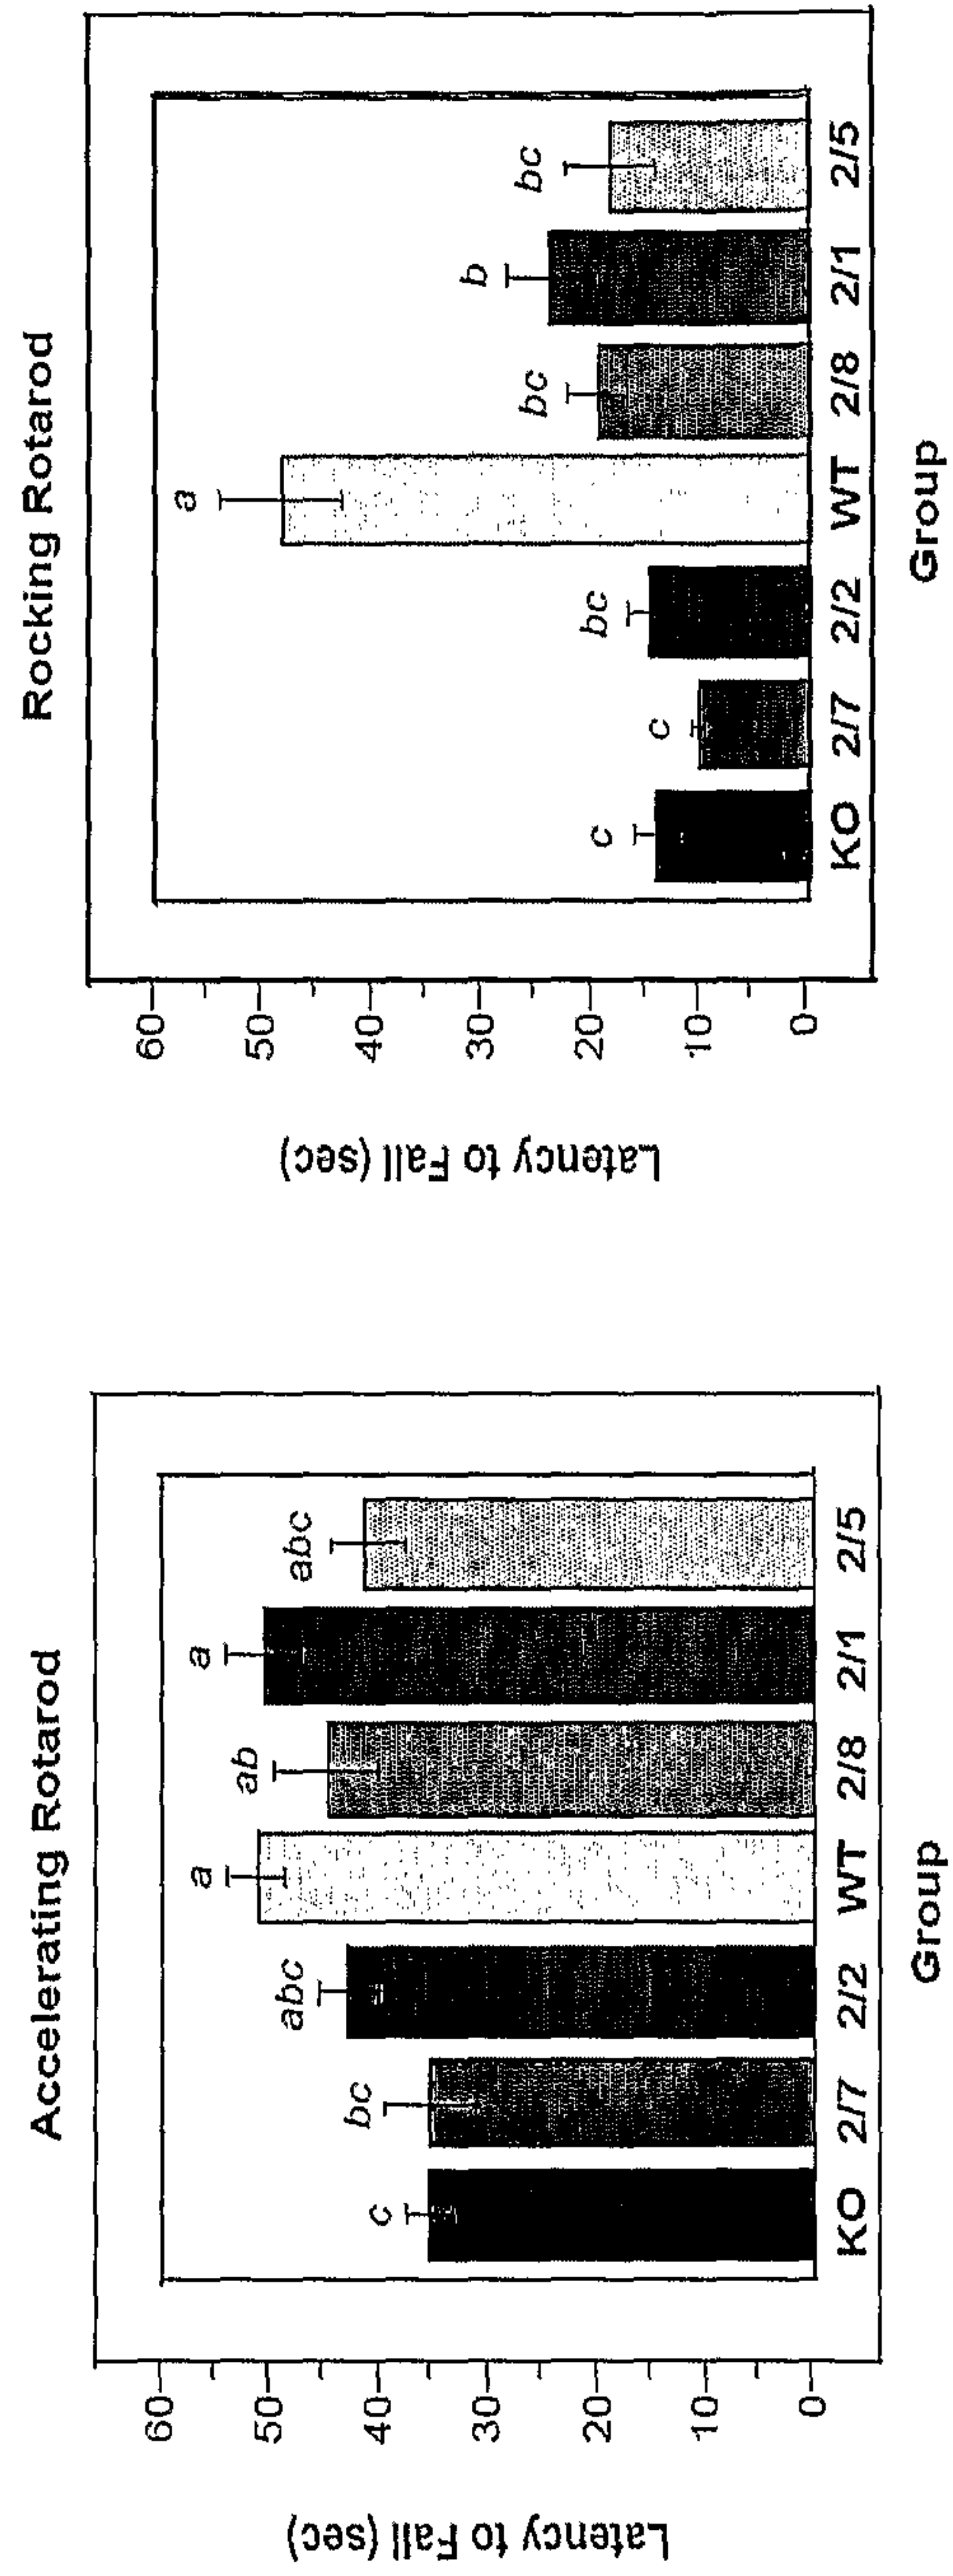 Accelerating Rotarod
Latency to Fall (sec)
60
50
40
30
20
10
0
c
bc
abc
a
ab
a
abc
KO 2/7 2/2 WT 2/8 2/1 2/5
Group
Rocking Rotarod
Latency to Fall (sec)
60
50
40
30
20
10
0
c
c
bc
a
bc
b
bc
KO 2/7 2/2 WT 2/8 2/1 2/5
Group